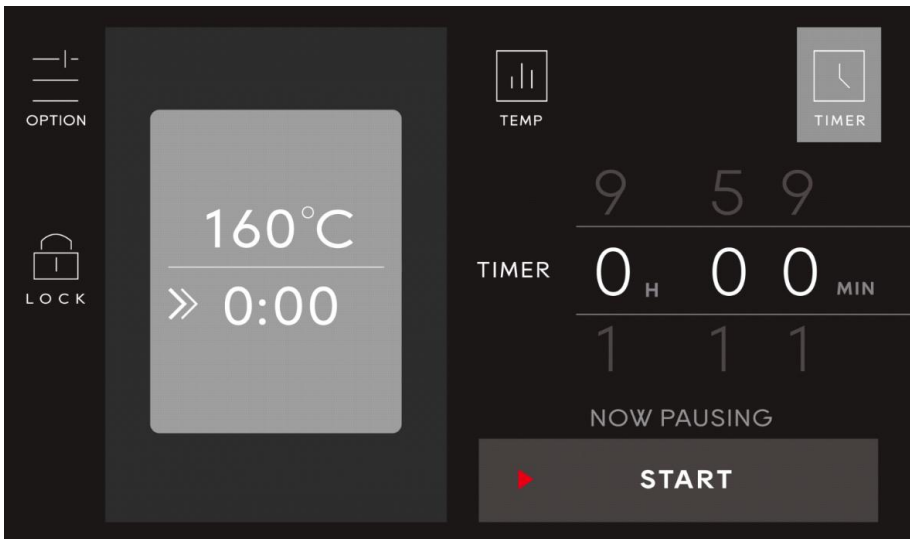 OPTION
LOCK
160°C
0:00
TEMP
TIMER
9 5 9
TIMER 0 H 0 0 MIN
1 1 1
NOW PAUSING
START